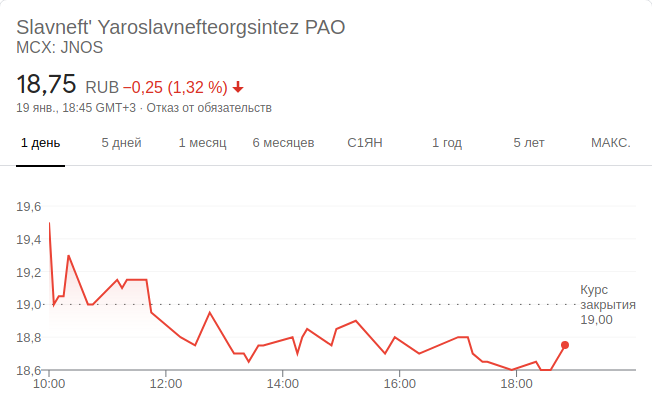 Slavneft' Yaroslavnefteorgsintez PAO
MCX: JNOS
18,75 RUB −0,25 (1,32 %)
19 янв., 18:45 GMT+3 · Отказ от обязательств
1 день 5 дней 1 месяц 6 месяцев С1ЯН 1 год 5 лет МАКС.
19,6
19,4
19,2
Курс
19,0 закрытия
19,00
18,8
18,6
10:00 12:00 14:00 16:00 18:00